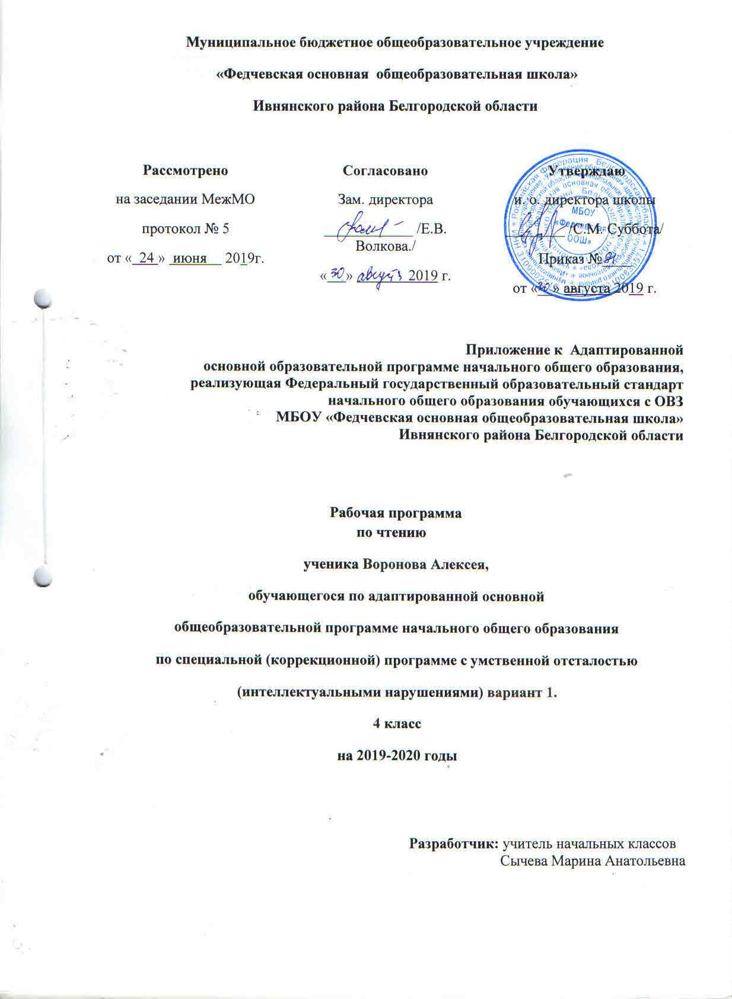 Муниципальное бюджетное общеобразовательное учреждение
«Федчевская основная общеобразовательная школа»
Ивнянского района Белгородской области
Рассмотрено
на заседании МежМО
протокол № 5
от « 24 » июня 2019г.
Согласовано
Зам. директора
/Е.В.
Волкова./
«30» август 2019 г.
Утверждаю
и. о. директора школы
/С.М. Суббота/
Приказ №
от «30» августа 2019 г.
МБОУ
«Федчевская
ООШ»
Приложение к Адаптированной
основной образовательной программе начального общего образования,
реализующая Федеральный государственный образовательный стандарт
начального общего образования обучающихся с ОВЗ
МБОУ «Федчевская основная общеобразовательная школа»
Ивнянского района Белгородской области
Рабочая программа
по чтению
ученика Воронова Алексея,
обучающегося по адаптированной основной
общеобразовательной программе начального общего образования
по специальной (коррекционной) программе с умственной отсталостью
(интеллектуальными нарушениями) вариант 1.
4 класс
на 2019-2020 годы
Разработчик: учитель начальных классов
Сычева Марина Анатольевна